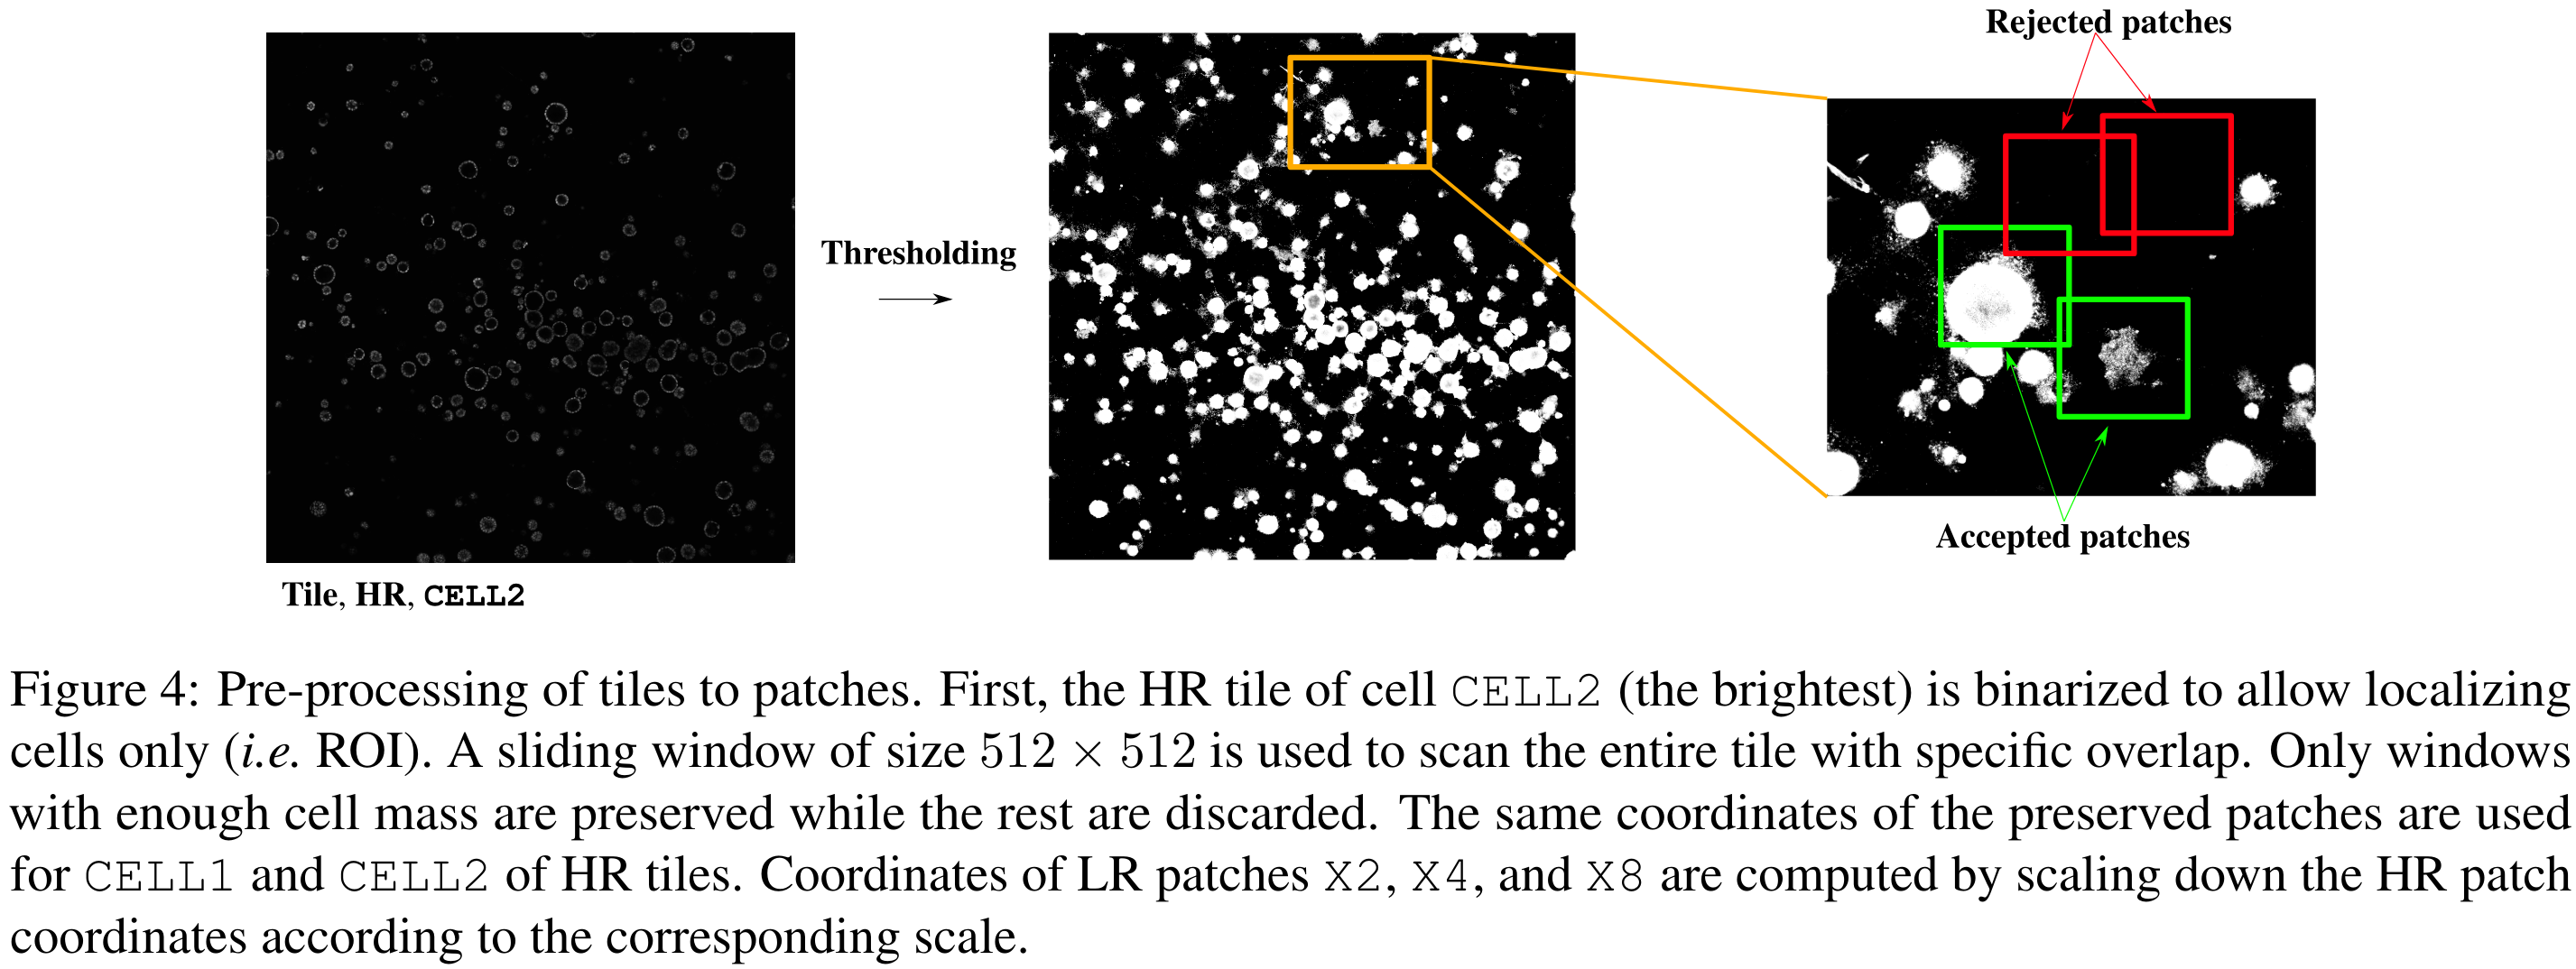 Rejected patches
Thresholding
Accepted patches
Tile, HR, CELL2
Figure 4: Pre-processing of tiles to patches. First, the HR tile of cell CELL2 (the brightest) is binarized to allow localizing
cells only (i.e. ROI). A sliding window of size 512 × 512 is used to scan the entire tile with specific overlap. Only windows
with enough cell mass are preserved while the rest are discarded. The same coordinates of the preserved patches are used
for CELL1 and CELL2 of HR tiles. Coordinates of LR patches X2, X4, and X8 are computed by scaling down the HR patch
coordinates according to the corresponding scale.